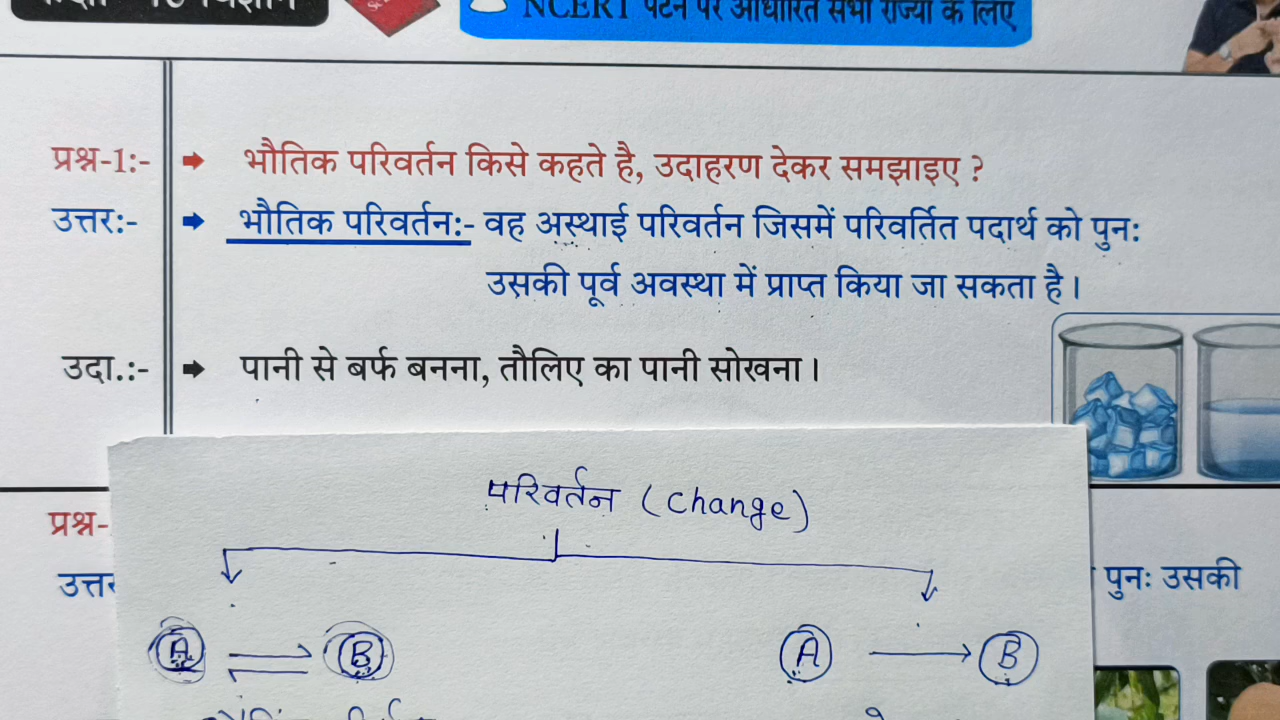 NCERT पैटर्न पर आधारित सभी राज्यों के लिए
प्रश्न-1:- ➡ भौतिक परिवर्तन किसे कहते है, उदाहरण देकर समझाइए ?
उत्तर:- ➡ भौतिक परिवर्तन:- वह अस्थाई परिवर्तन जिसमें परिवर्तित पदार्थ को पुनः
उसकी पूर्व अवस्था में प्राप्त किया जा सकता है।
उदा.:- ➡ पानी से बर्फ बनना, तौलिए का पानी सोखना।
परिवर्तन (Change)
प्रश्न-
उत्तर
पुनः उसकी
A ⇌ B
A → B